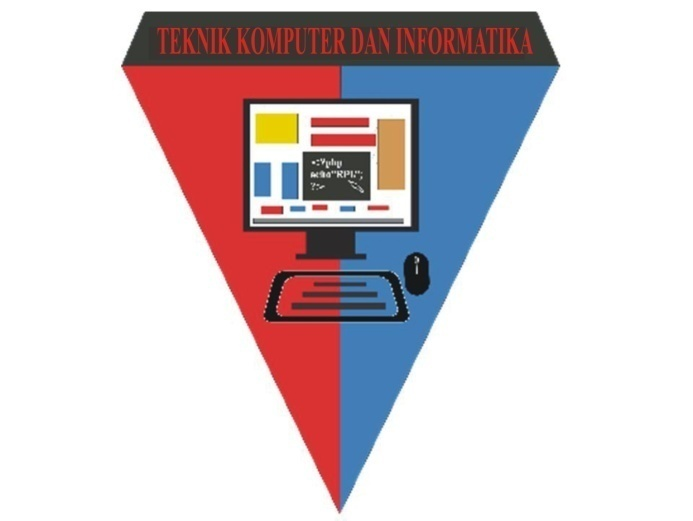 TEKNIK KOMPUTER DAN INFORMATIKA
<?php
echo"RPL";
?>